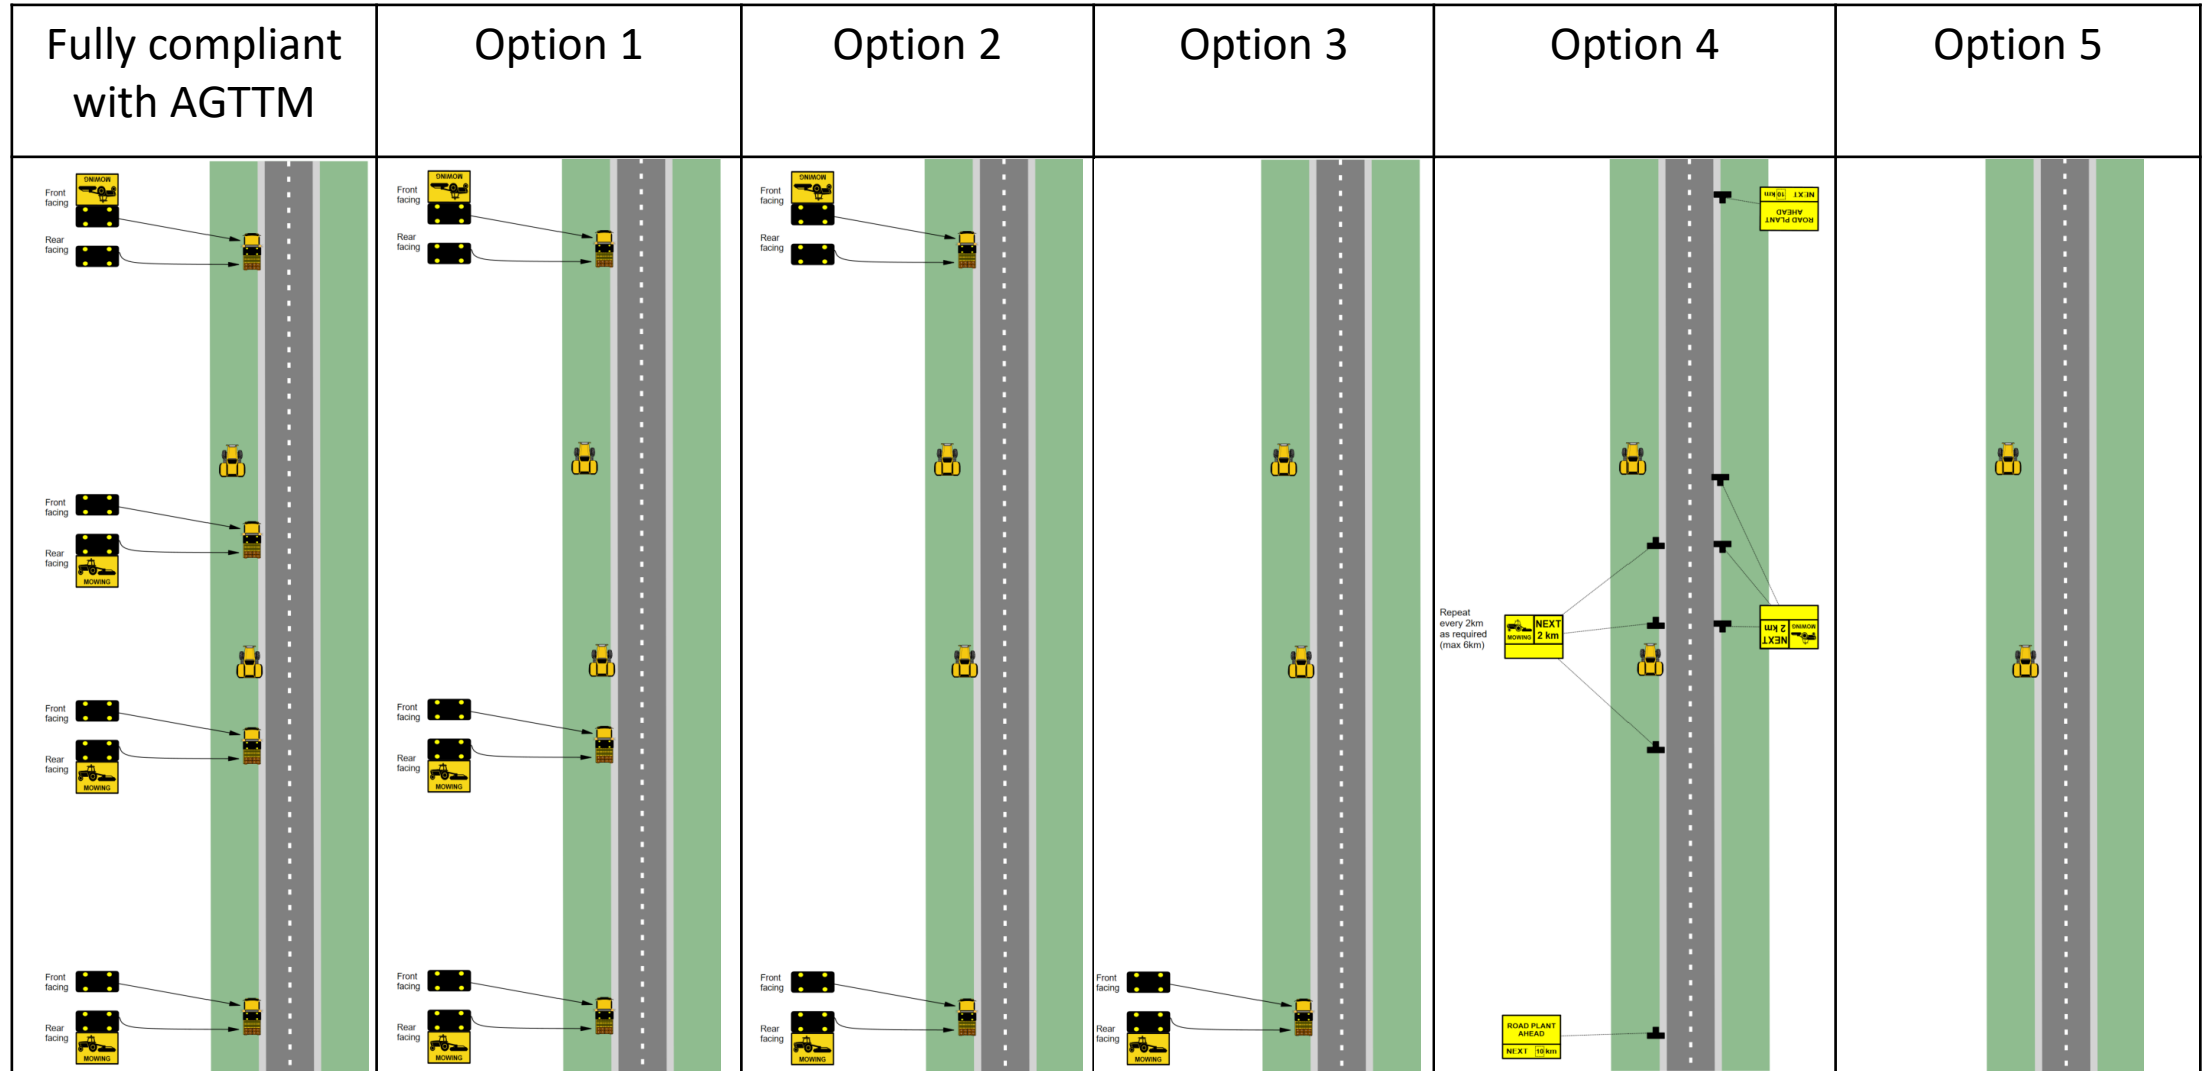 Fully compliant
with AGTTM
Option 1
Option 2
Option 3
Option 4
Option 5
MOWING
Front
facing
Rear
facing
Front
facing
Rear
facing
MOWING
Front
facing
Rear
facing
MOWING
Front
facing
Rear
facing
MOWING
MOWING
Front
facing
Rear
facing
Front
facing
Rear
facing
MOWING
Front
facing
Rear
facing
MOWING
MOWING
Front
facing
Rear
facing
Front
facing
Rear
facing
MOWING
Front
facing
Rear
facing
MOWING
ROAD PLANT
AHEAD
NEXT 10 km
Repeat
every 2km
as required
(max 6km)
MOWING
NEXT
2 km
MOWING
NEXT
2 km
ROAD PLANT
AHEAD
NEXT 10 km